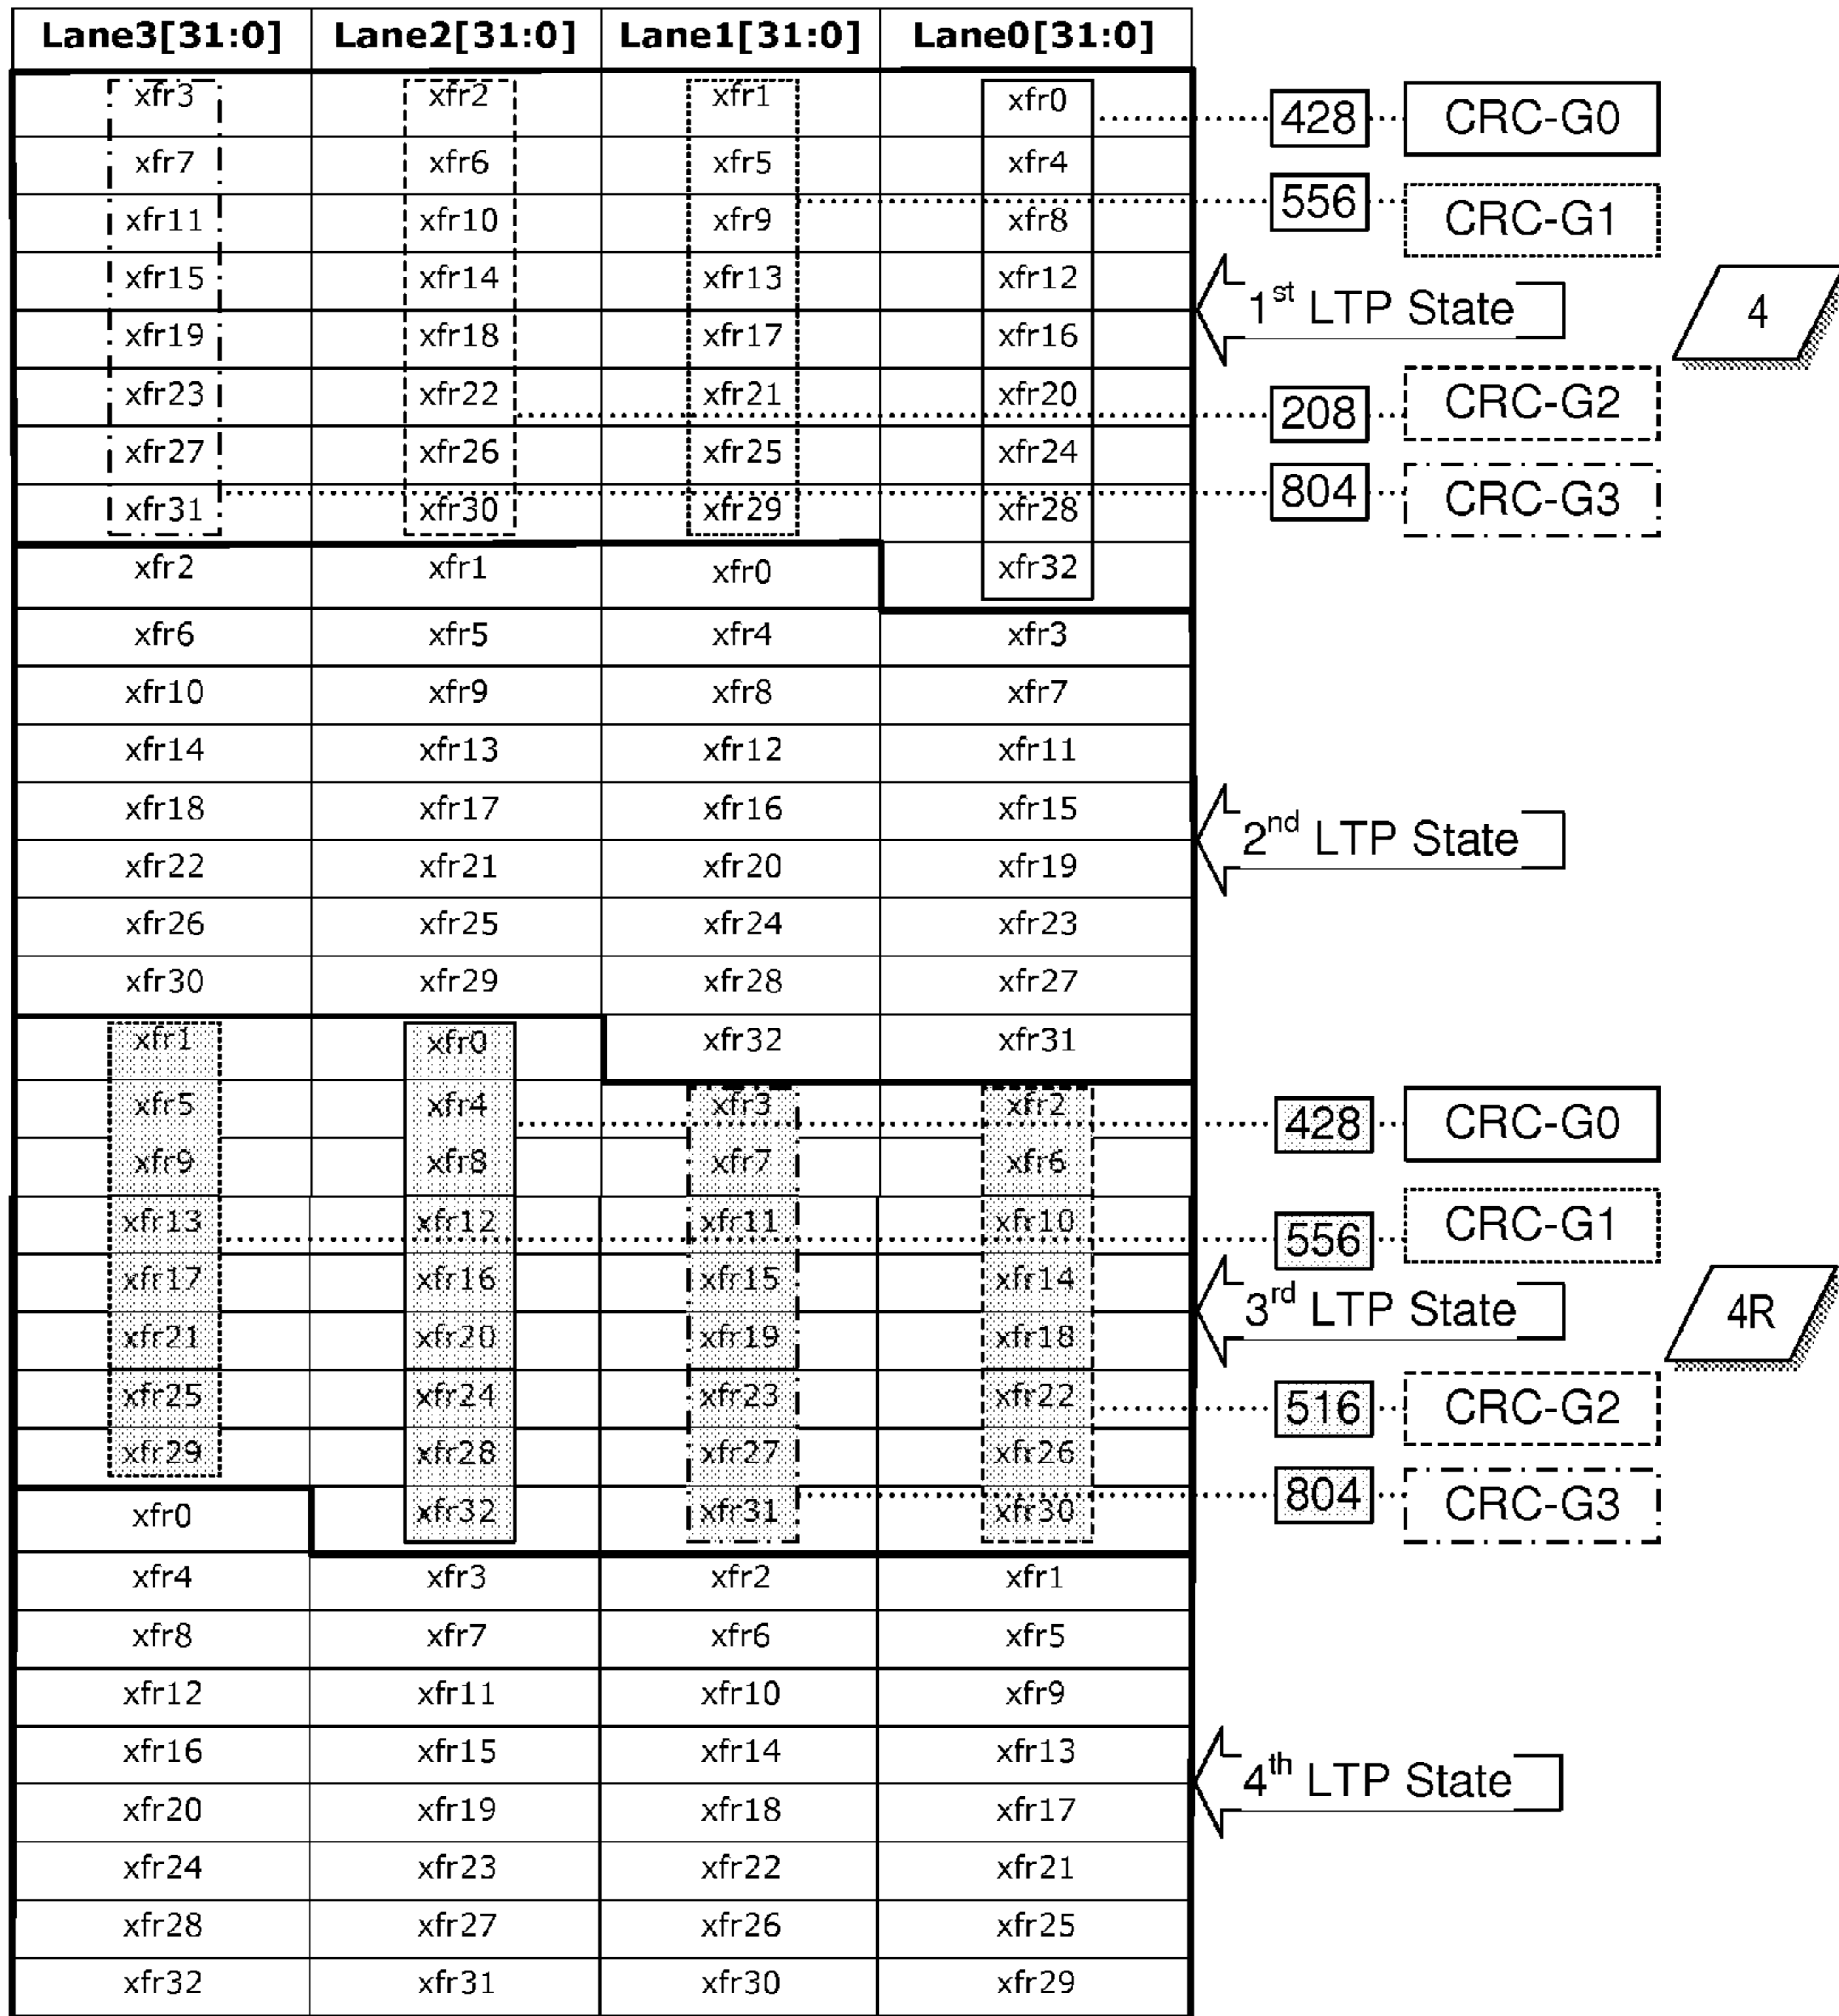 Lane3[31:0] Lane2[31:0] Lane1[31:0] Lane0[31:0]
xfr3 xfr2 xfr1 xfr0 428 CRC-G0
xfr7 xfr6 xfr5 xfr4
xfr11 xfr10 xfr9 xfr8 556 CRC-G1
xfr15 xfr14 xfr13 xfr12
1st LTP State 4
xfr19 xfr18 xfr17 xfr16
xfr23 xfr22 xfr21 xfr20 208 CRC-G2
xfr27 xfr26 xfr25 xfr24
xfr31 xfr30 xfr29 xfr28 804 CRC-G3
xfr2 xfr1 xfr0 xfr32
xfr6 xfr5 xfr4 xfr3
xfr10 xfr9 xfr8 xfr7
xfr14 xfr13 xfr12 xfr11
xfr18 xfr17 xfr16 xfr15
2nd LTP State
xfr22 xfr21 xfr20 xfr19
xfr26 xfr25 xfr24 xfr23
xfr30 xfr29 xfr28 xfr27
xfr1 xfr0 xfr32 xfr31
xfr5 xfr4 xfr3 xfr2 428 CRC-G0
xfr9 xfr8 xfr7 xfr6
xfr13 xfr12 xfr11 xfr10 556 CRC-G1
xfr17 xfr16 xfr15 xfr14
3rd LTP State 4R
xfr21 xfr20 xfr19 xfr18
xfr25 xfr24 xfr23 xfr22 516 CRC-G2
xfr29 xfr28 xfr27 xfr26
xfr0 xfr32 xfr31 xfr30 804 CRC-G3
xfr4 xfr3 xfr2 xfr1
xfr8 xfr7 xfr6 xfr5
xfr12 xfr11 xfr10 xfr9
xfr16 xfr15 xfr14 xfr13
4th LTP State
xfr20 xfr19 xfr18 xfr17
xfr24 xfr23 xfr22 xfr21
xfr28 xfr27 xfr26 xfr25
xfr32 xfr31 xfr30 xfr29